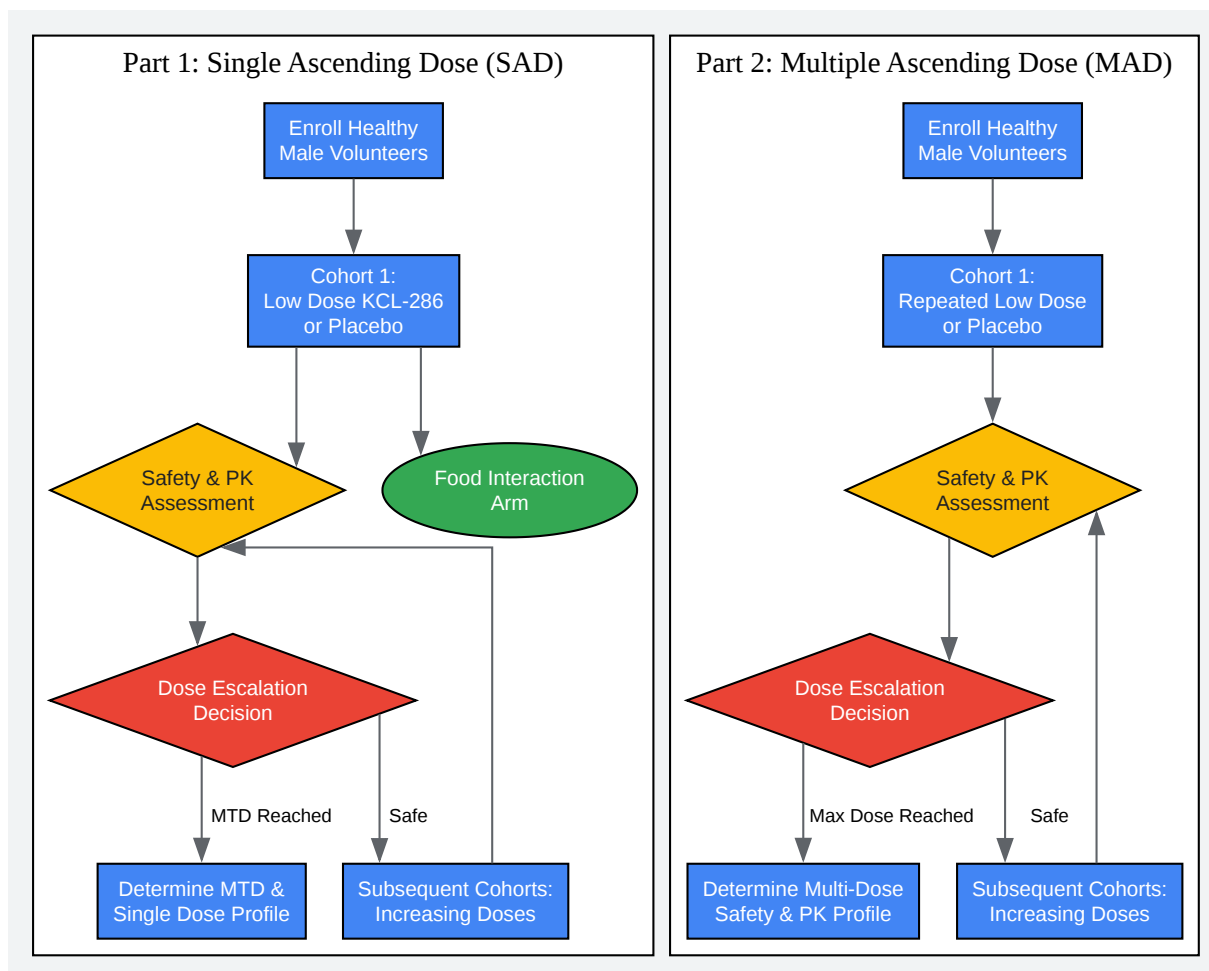 Part 1: Single Ascending Dose (SAD)
Enroll Healthy
Male Volunteers
Cohort 1:
Low Dose KCL-286
or Placebo
Safety & PK
Assessment
Food Interaction
Arm
Dose Escalation
Decision
MTD Reached
Safe
Determine MTD &
Single Dose Profile
Subsequent Cohorts:
Increasing Doses
Part 2: Multiple Ascending Dose (MAD)
Enroll Healthy
Male Volunteers
Cohort 1:
Repeated Low Dose
or Placebo
Safety & PK
Assessment
Dose Escalation
Decision
Max Dose Reached
Safe
Determine Multi-Dose
Safety & PK Profile
Subsequent Cohorts:
Increasing Doses